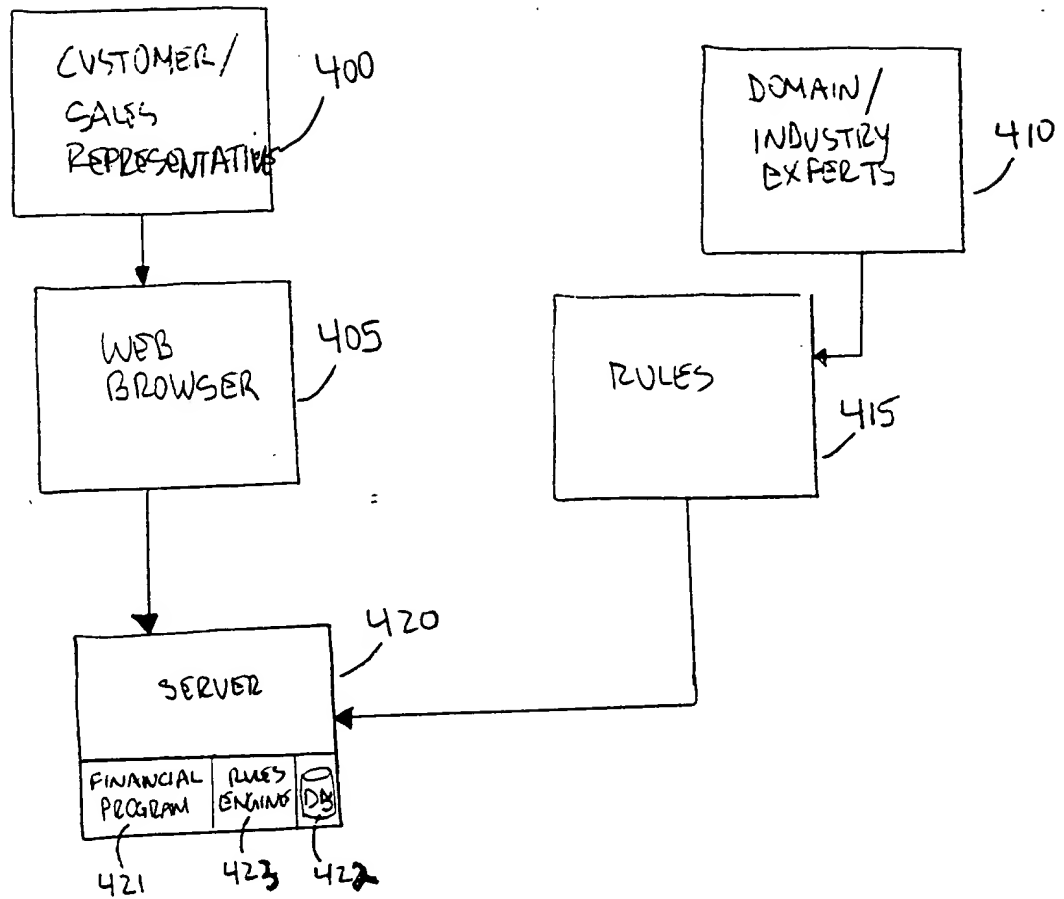 CUSTOMER/
SALES
REPRESENTATIVE
400
DOMAIN/
INDUSTRY
EXPERTS
410
WEB
BROWSER
405
RULES
415
SERVER
420
FINANCIAL
PROGRAM
RULES
ENGINE
DB
421
423
422